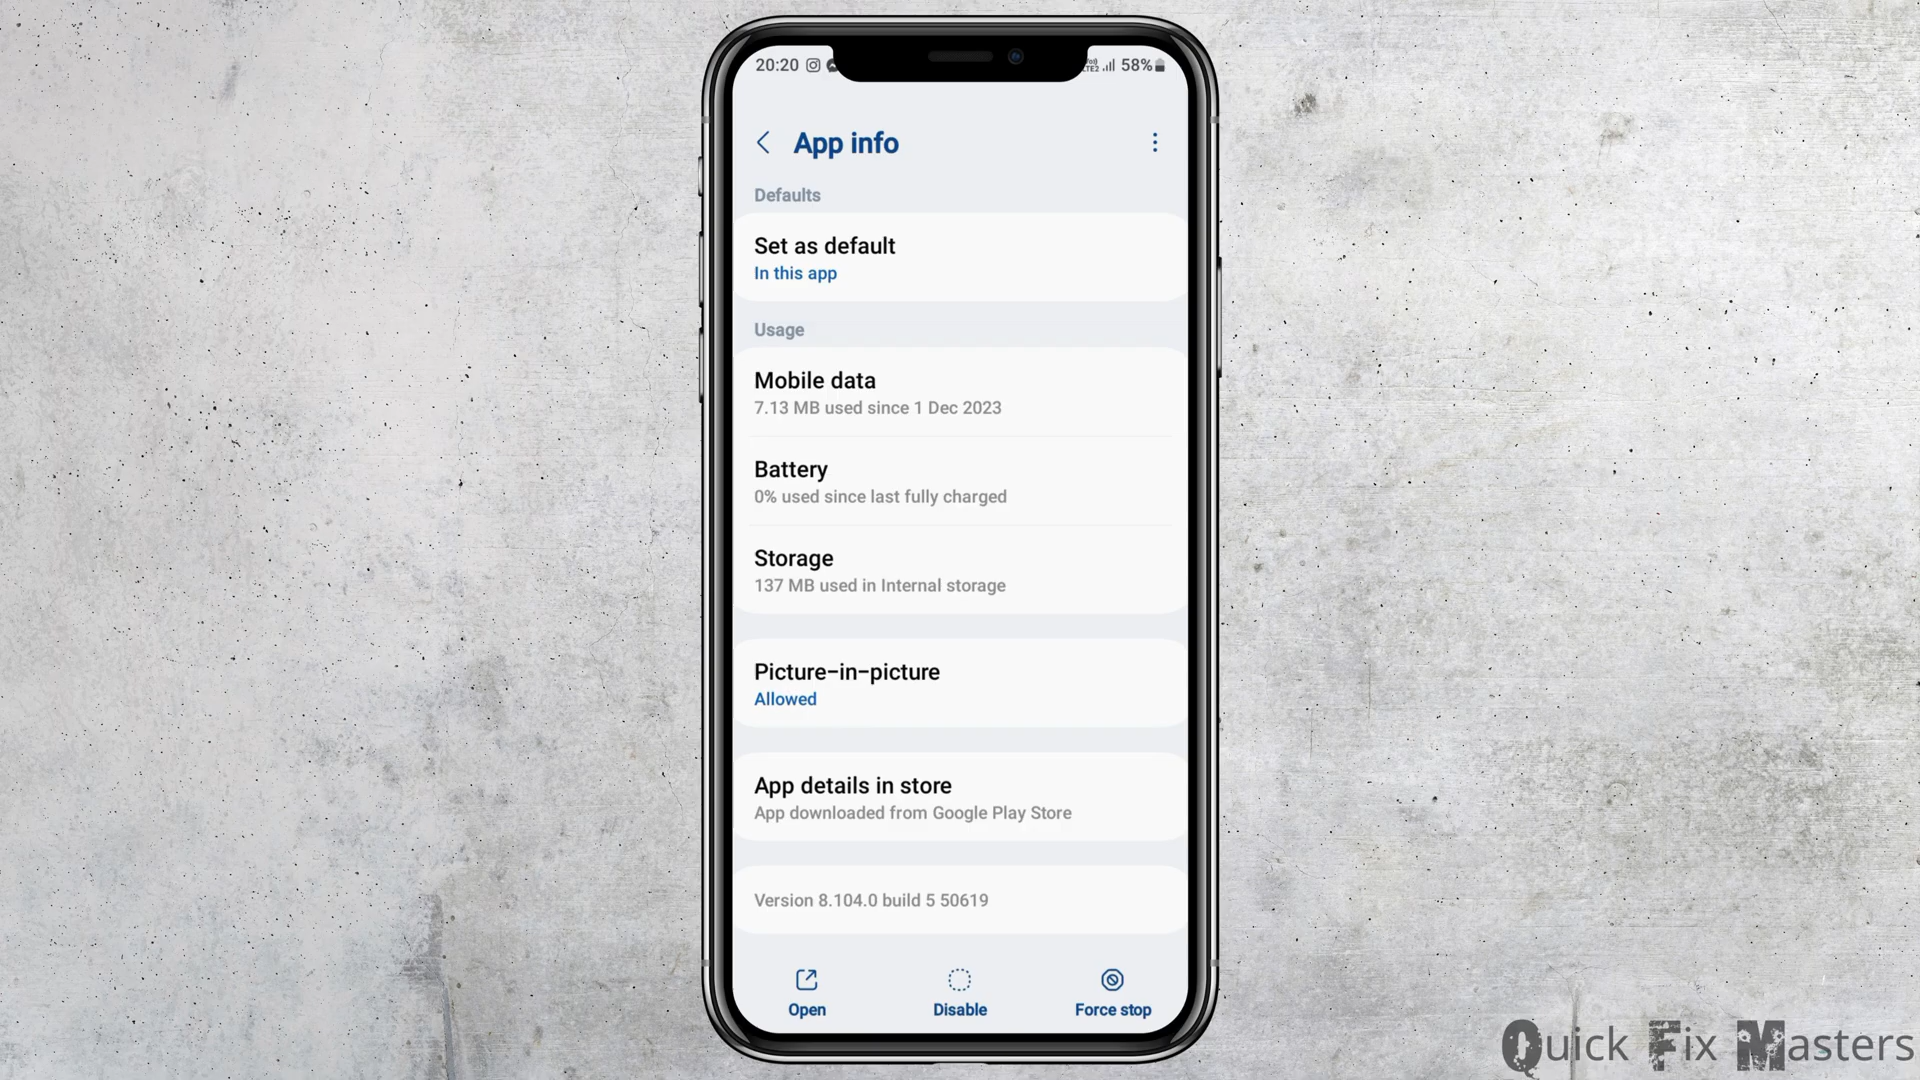 20:20 58%
App info
Defaults
Set as default
In this app
Usage
Mobile data
7.13 MB used since 1 Dec 2023
Battery
0% used since last fully charged
Storage
137 MB used in Internal storage
Picture-in-picture
Allowed
App details in store
App downloaded from Google Play Store
Version 8.104.0 build 5 50619
Open Disable Force stop
Quick Fix Masters